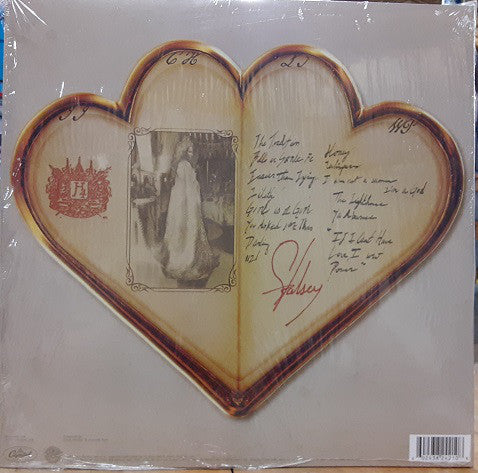 The Tradition
Bells in Santa Fe
Easier Than Lying
Lilith
Girl is a Gun
You Asked For This
Darling
1121
Honey
Whispers
I am not a woman
I'm a God
The Lighthouse
Ya'aburnee
"If I Can't Have
Love, I want
Power"
Halsey
H
Capitol